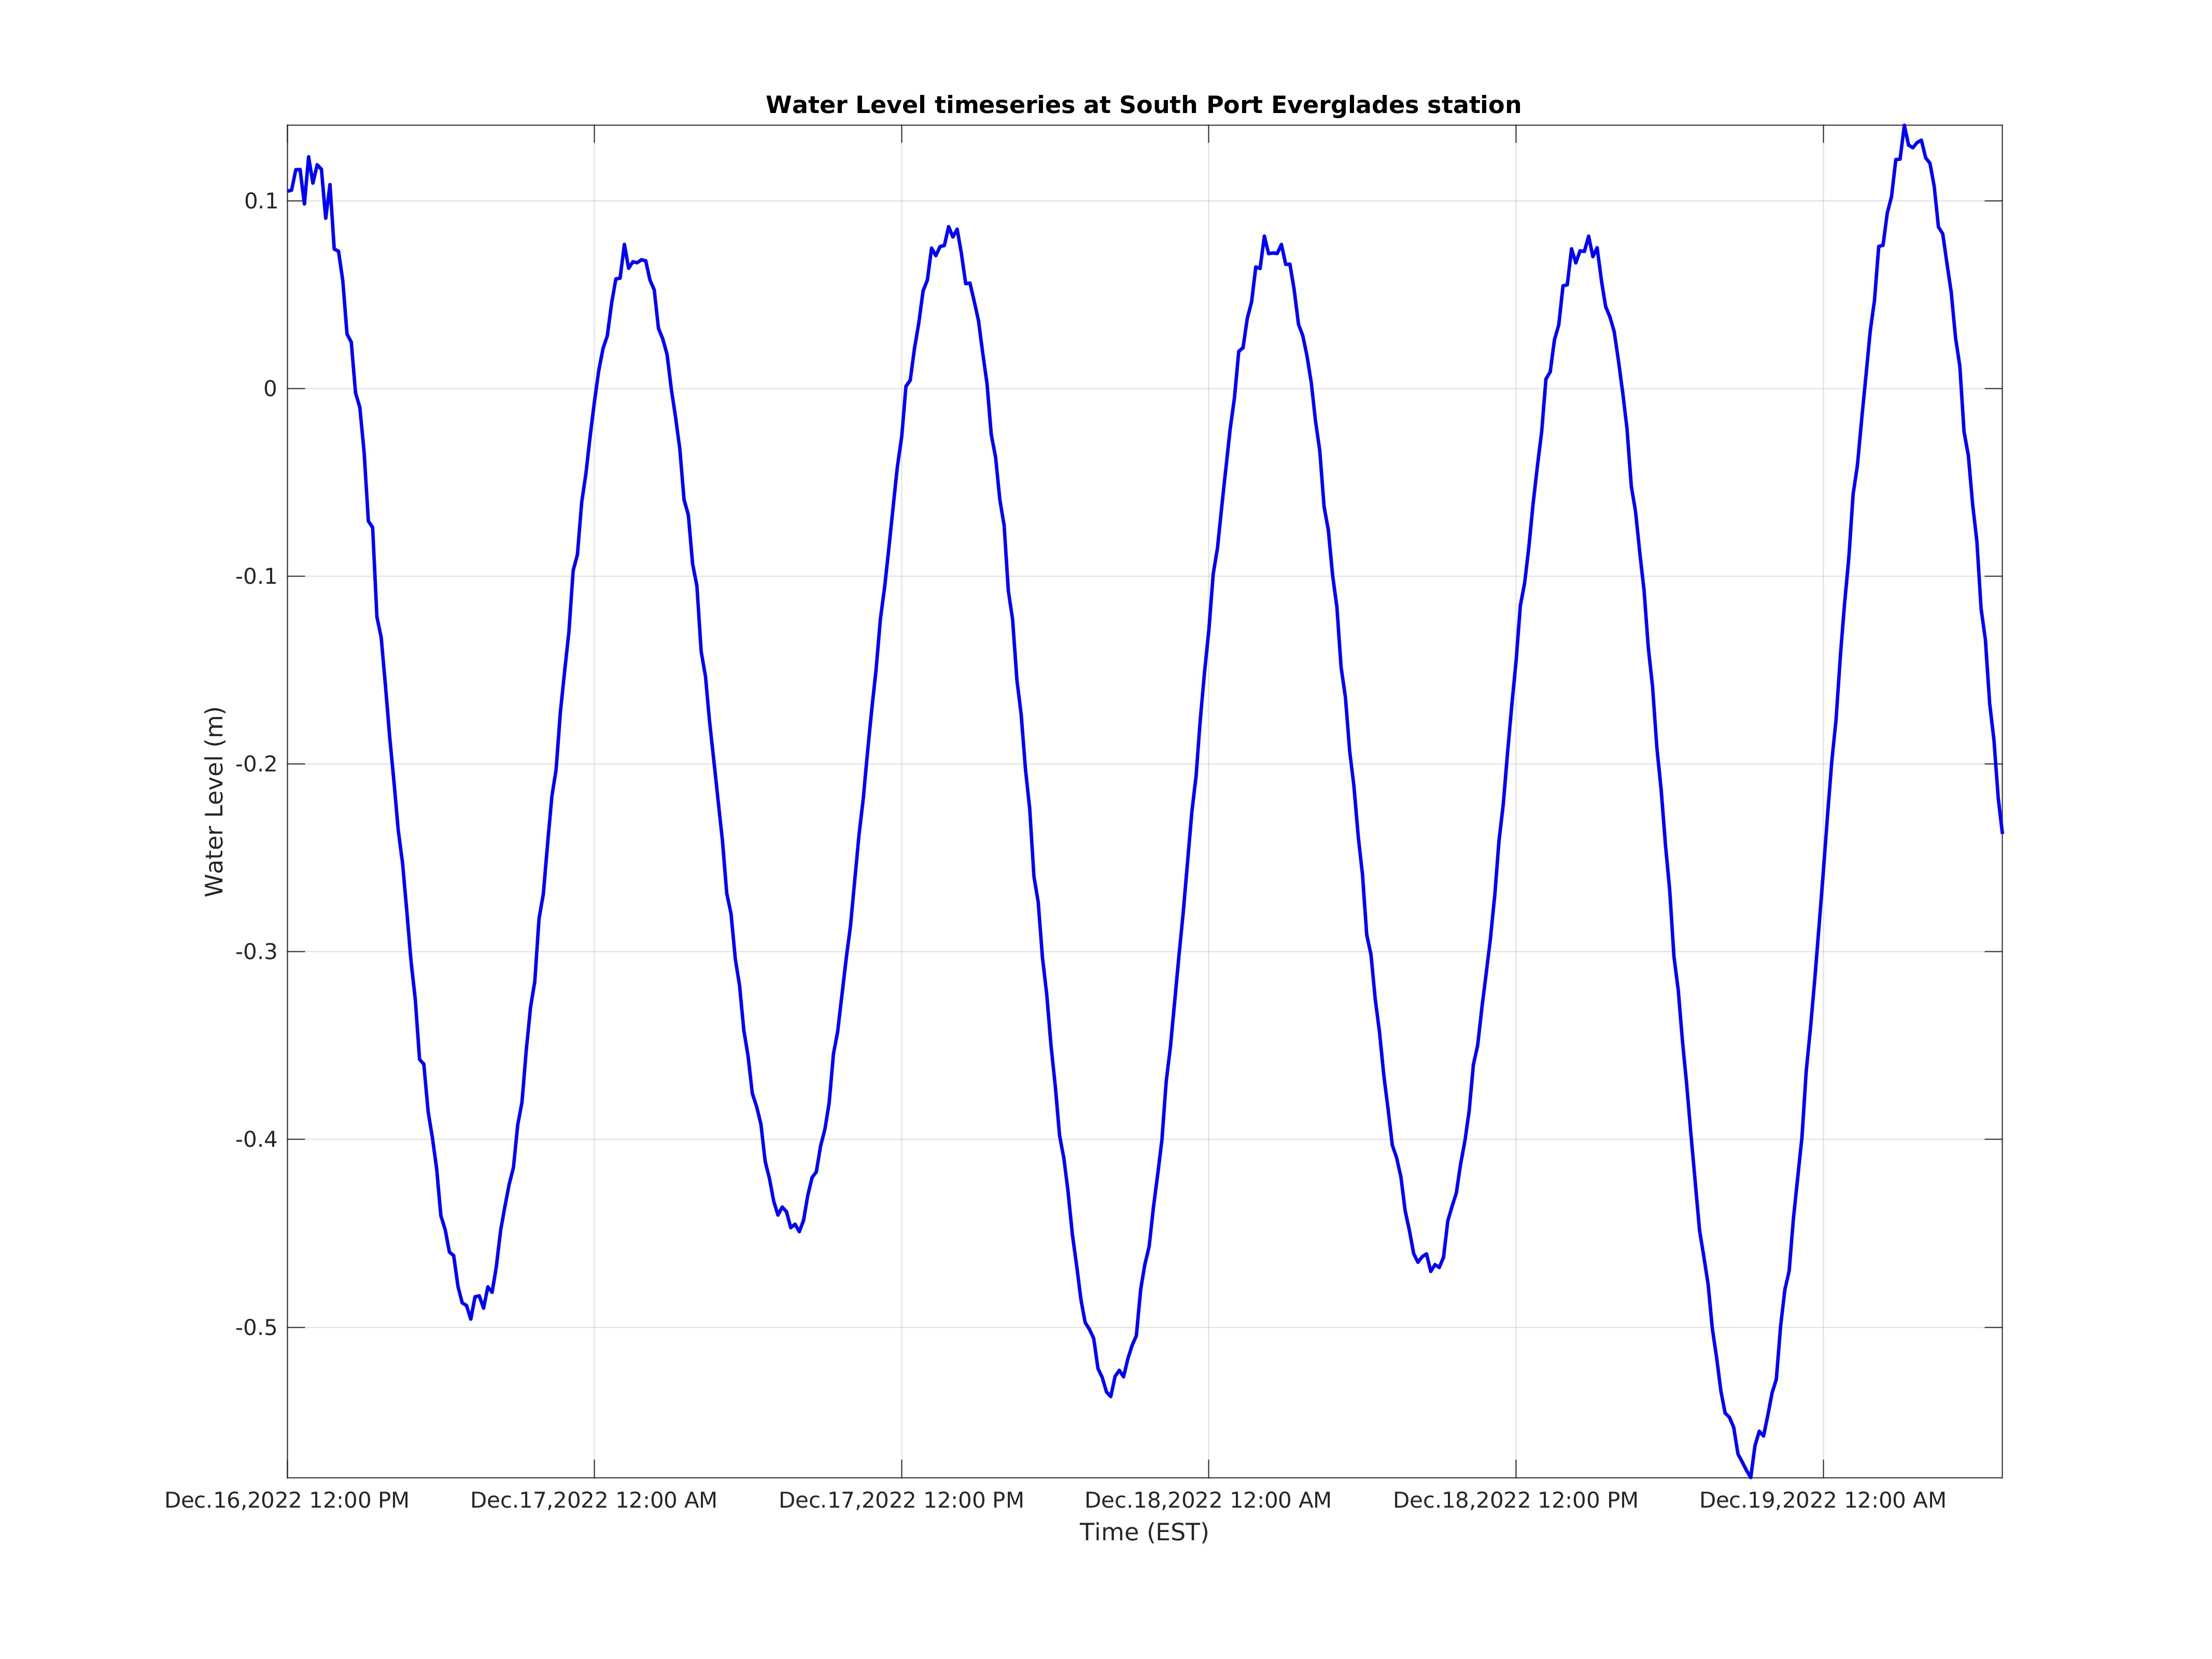 Water Level timeseries at South Port Everglades station
0.1
0
-0.1
-0.2
-0.3
-0.4
-0.5
Water Level (m)
Dec.16,2022 12:00 PM
Dec.17,2022 12:00 AM
Dec.17,2022 12:00 PM
Dec.18,2022 12:00 AM
Dec.18,2022 12:00 PM
Dec.19,2022 12:00 AM
Time (EST)